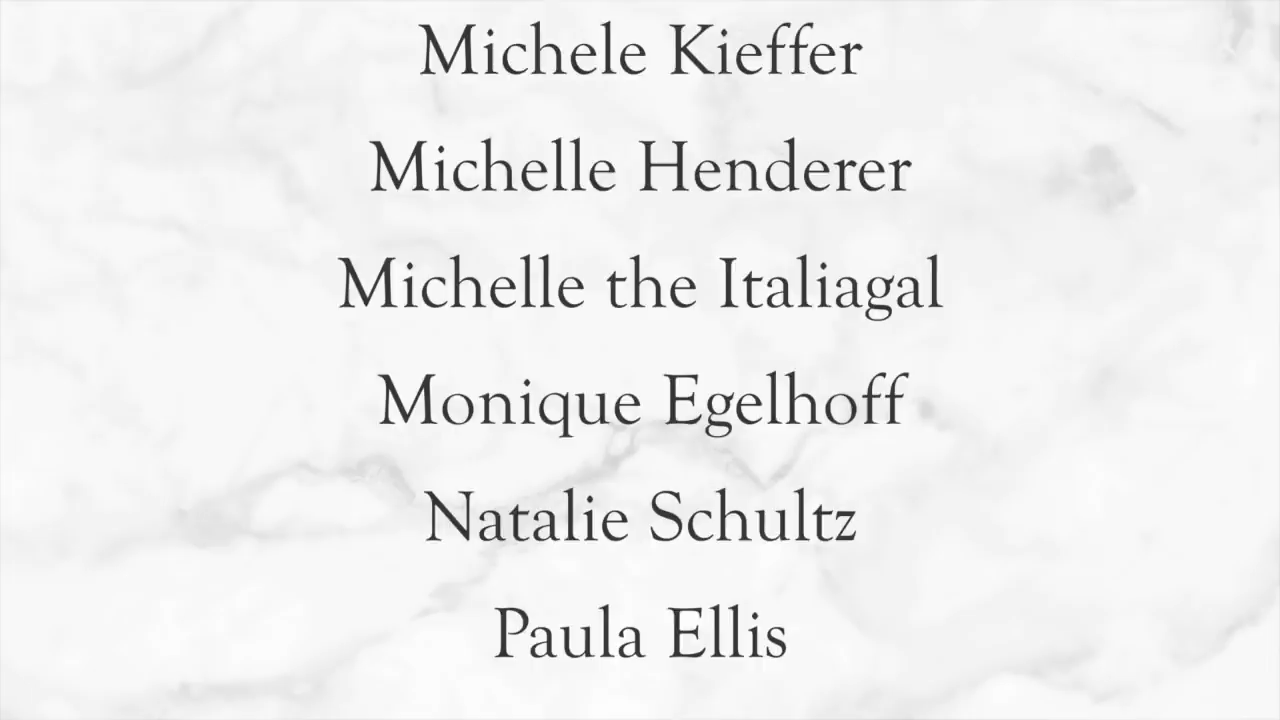 Michele Kieffer
Michelle Henderer
Michelle the Italiagal
Monique Egelhoff
Natalie Schultz
Paula Ellis